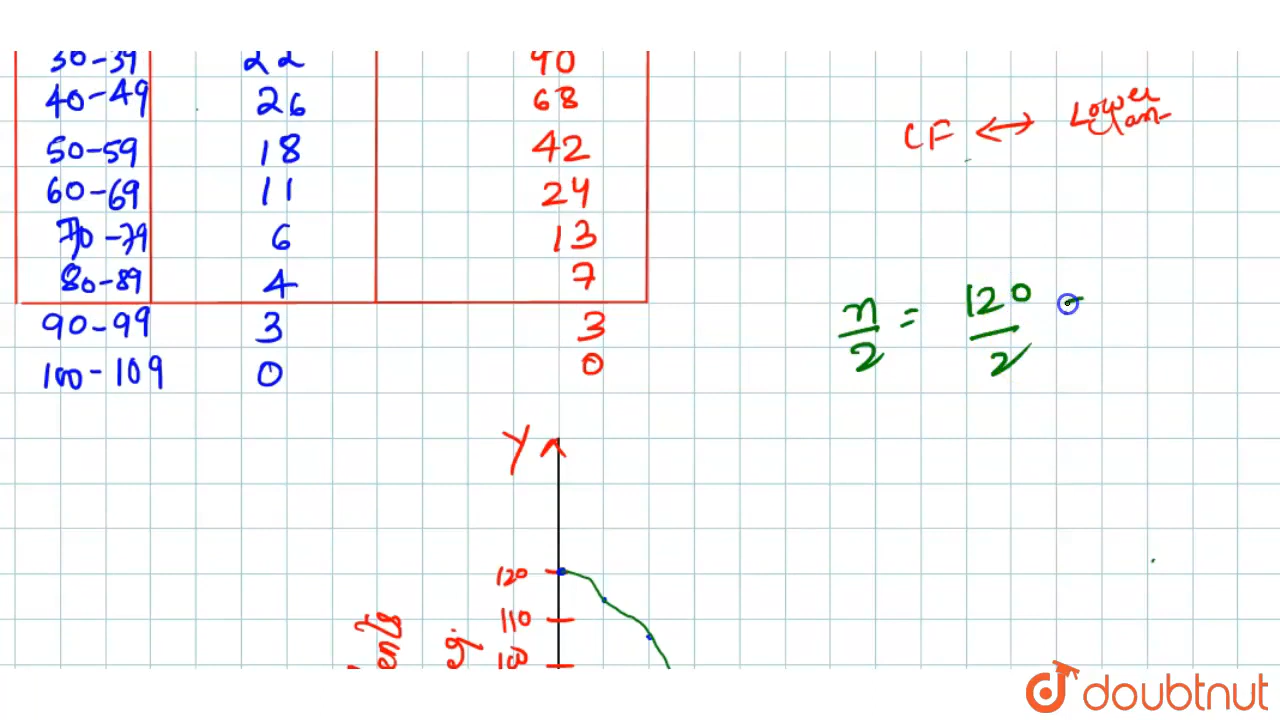 30-39 22 90
40-49 26 68
50-59 18 42
60-69 11 24
70-79 6 13
80-89 4 7
90-99 3 3
100-109 0 0
CF ↔ Lower
n/2 = 120/2 =
Y
120
110
100
doubtnut